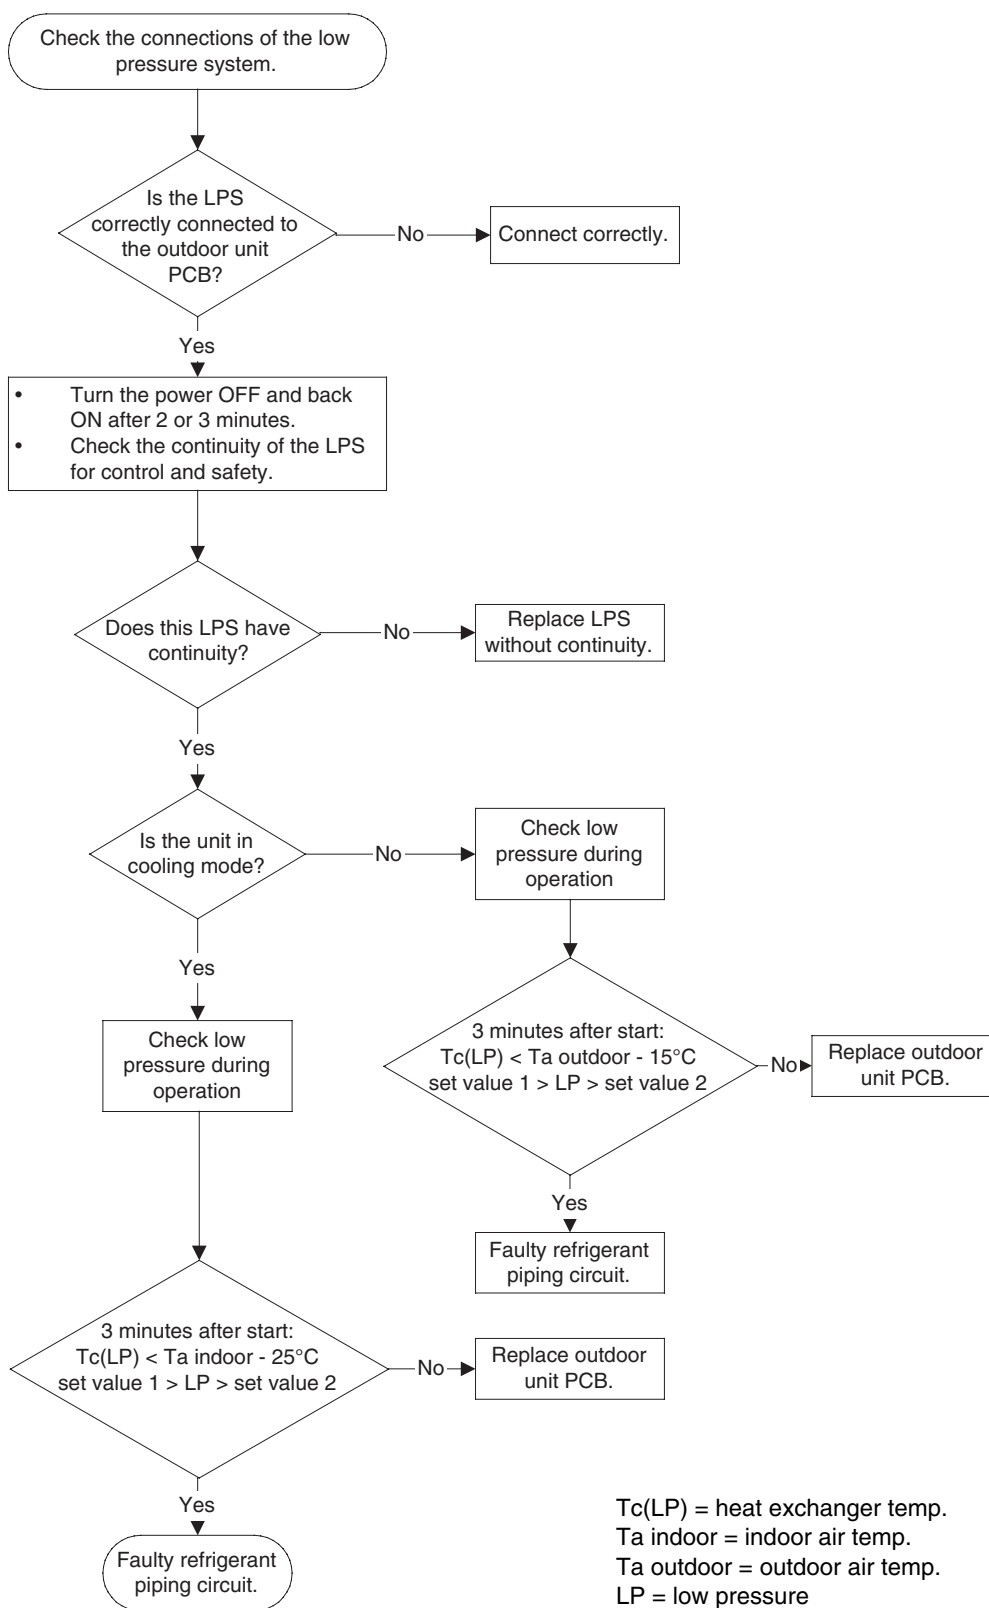 Check the connections of the low
pressure system.
Is the LPS
correctly connected to
the outdoor unit
PCB?
No
Connect correctly.
Yes
• Turn the power OFF and back
ON after 2 or 3 minutes.
• Check the continuity of the LPS
for control and safety.
Does this LPS have
continuity?
No
Replace LPS
without continuity.
Yes
Is the unit in
cooling mode?
No
Check low
pressure during
operation
Yes
Check low
pressure during
operation
3 minutes after start:
Tc(LP) < Ta outdoor - 15°C
set value 1 > LP > set value 2
No
Replace outdoor
unit PCB.
Yes
Faulty refrigerant
piping circuit.
3 minutes after start:
Tc(LP) < Ta indoor - 25°C
set value 1 > LP > set value 2
No
Replace outdoor
unit PCB.
Yes
Faulty refrigerant
piping circuit.
Tc(LP) = heat exchanger temp.
Ta indoor = indoor air temp.
Ta outdoor = outdoor air temp.
LP = low pressure